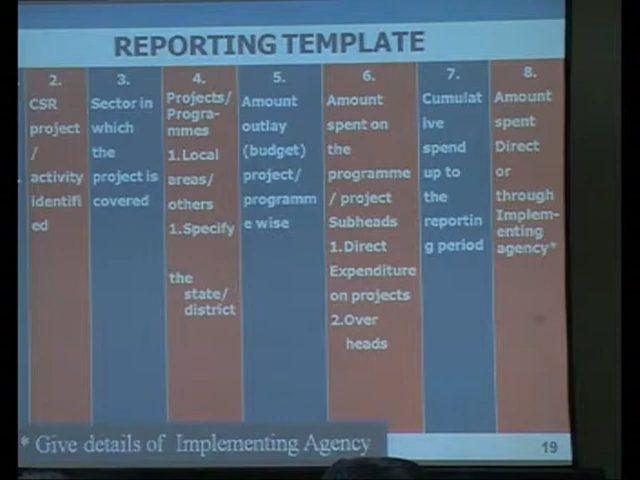 REPORTING TEMPLATE
2.
CSR
project
/
activity
identifi
ed
3.
Sector in
which
the
project is
covered
4.
Projects/
Progra-
mmes
1.Local
areas/
others
1.Specify
the
state/
district
5.
Amount
outlay
(budget)
project/
programm
e wise
6.
Amount
spent on
the
programme
/ project
Subheads
1.Direct
Expenditure
on projects
2.Over
heads
7.
Cumulat
ive
spend
up to
the
reportin
g period
8.
Amount
spent
Direct
or
through
Implem-
enting
agency*
* Give details of Implementing Agency
19